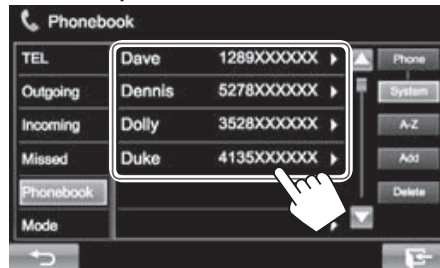 Phonebook
TEL Dave 1289XXXXXX Phone
Outgoing Dennis 5278XXXXXX System
Incoming Dolly 3528XXXXXX A-Z
Missed Duke 4135XXXXXX Add
Phonebook Delete
Mode